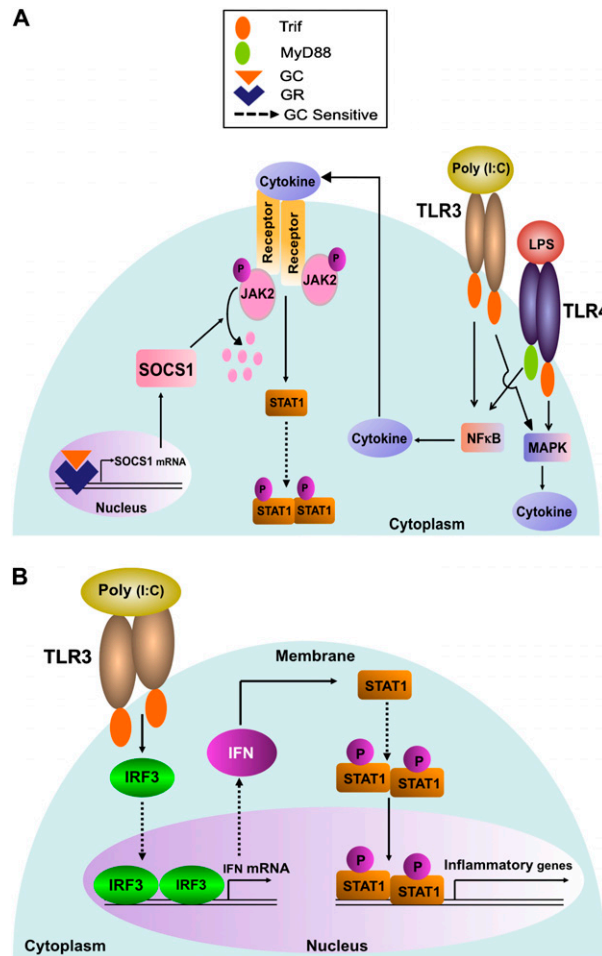 A
Trif
MyD88
GC
GR
GC Sensitive
Poly (I:C)
TLR3
LPS
TLR4
Cytokine
Receptor
Receptor
P
P
JAK2
JAK2
SOCS1
STAT1
NFκB
MAPK
Cytokine
SOCS1 mRNA
Nucleus
P
P
STAT1
STAT1
Cytoplasm
Cytokine
B
Poly (I:C)
TLR3
Membrane
STAT1
IFN
IRF3
P
P
STAT1
STAT1
IFN mRNA
IRF3
IRF3
P
P
STAT1
STAT1
Inflammatory genes
Cytoplasm
Nucleus